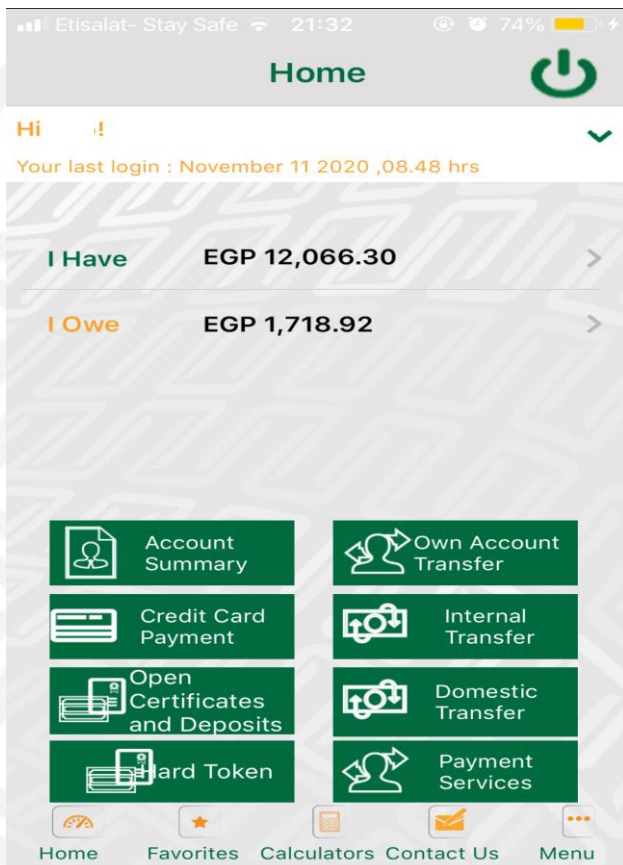 Etisalat- Stay Safe 21:32 74%
Home
Hi !
Your last login : November 11 2020 ,08.48 hrs
I Have EGP 12,066.30
I Owe EGP 1,718.92
Account
Summary
Own Account
Transfer
Credit Card
Payment
Internal
Transfer
Open
Certificates
and Deposits
Domestic
Transfer
Hard Token
Payment
Services
Home Favorites Calculators Contact Us Menu